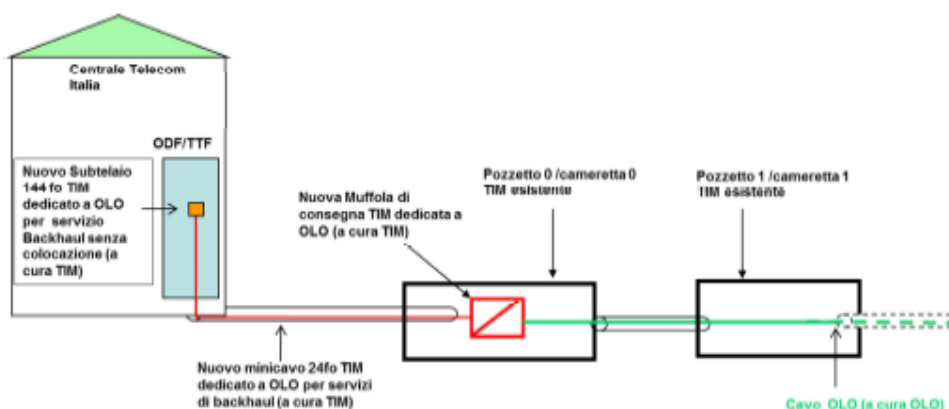 Centrale Telecom
Italia
ODF/TTF
Nuovo Subtelaio
144 fo TIM
dedicato a OLO
per servizio
Backhaul senza
colocazione (a
cura TIM)
Nuova Muffola di
consegna TIM dedicata a
OLO (a cura TIM)
Pozzetto 0 /cameretta 0
TIM esistente
Pozzetto 1 /cameretta 1
TIM esistente
Nuovo minicavo 24fo TIM
dedicato a OLO per servizi
di backhaul (a cura TIM)
Cavo OLO (a cura OLO)